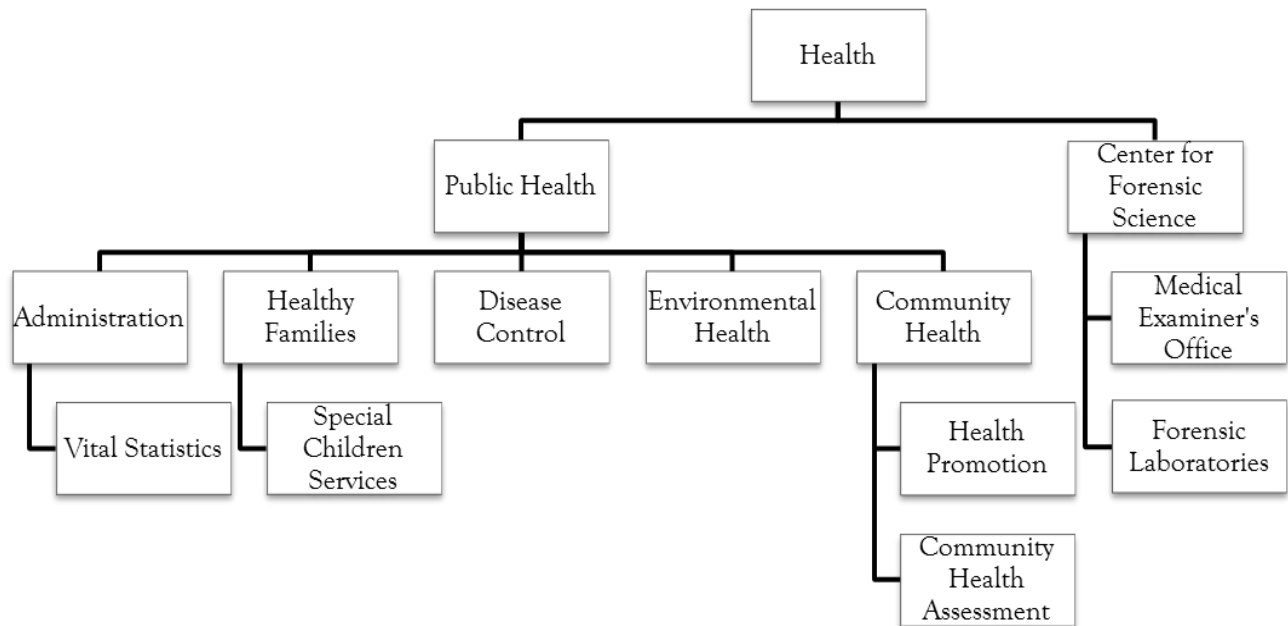 Health
Public Health
Center for
Forensic
Science
Administration
Healthy
Families
Disease
Control
Environmental
Health
Community
Health
Medical
Examiner's
Office
Vital Statistics
Special
Children
Services
Health
Promotion
Forensic
Laboratories
Community
Health
Assessment